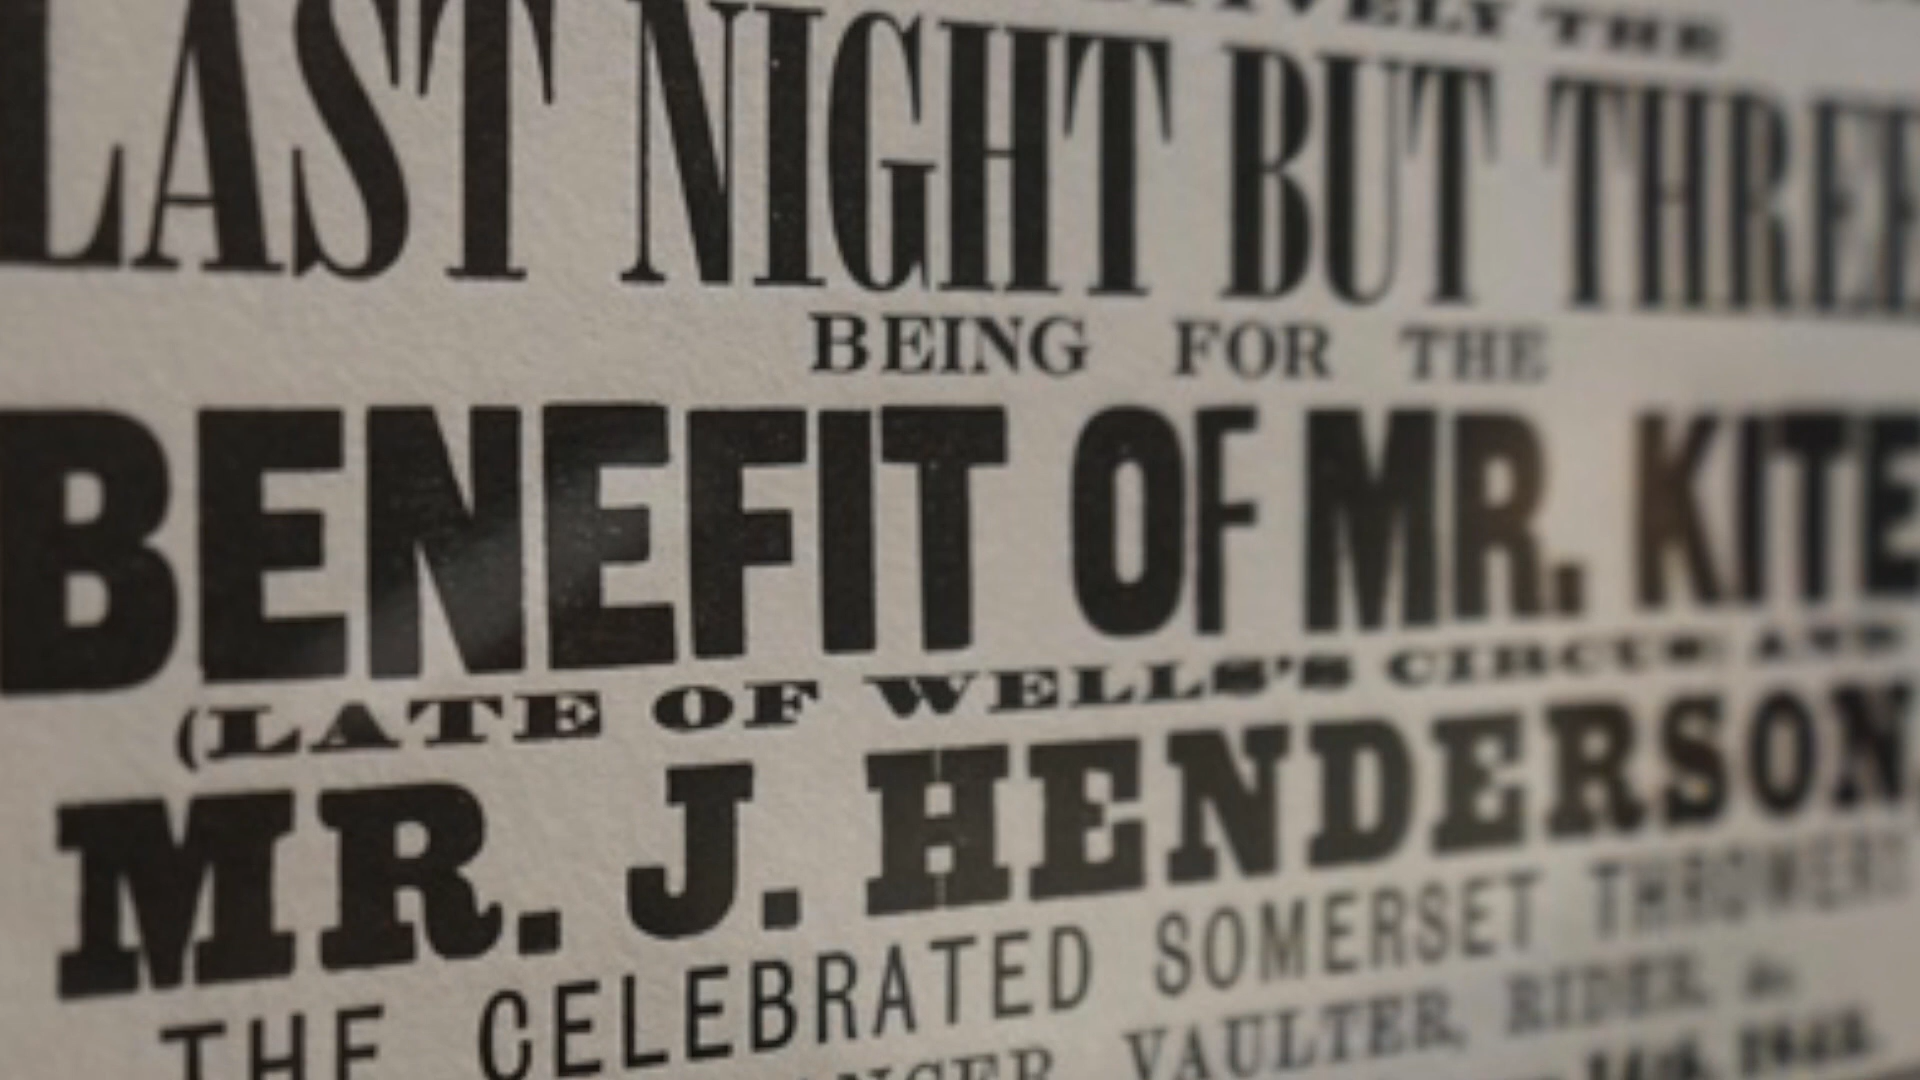 THE
LAST NIGHT BUT THREE
BEING FOR THE
BENEFIT OF MR. KITE
(LATE OF WELLS'S CIRCUS AND
MR. J. HENDERSON
THE CELEBRATED SOMERSET THROWER!
VAULTER, RIDER, &c.